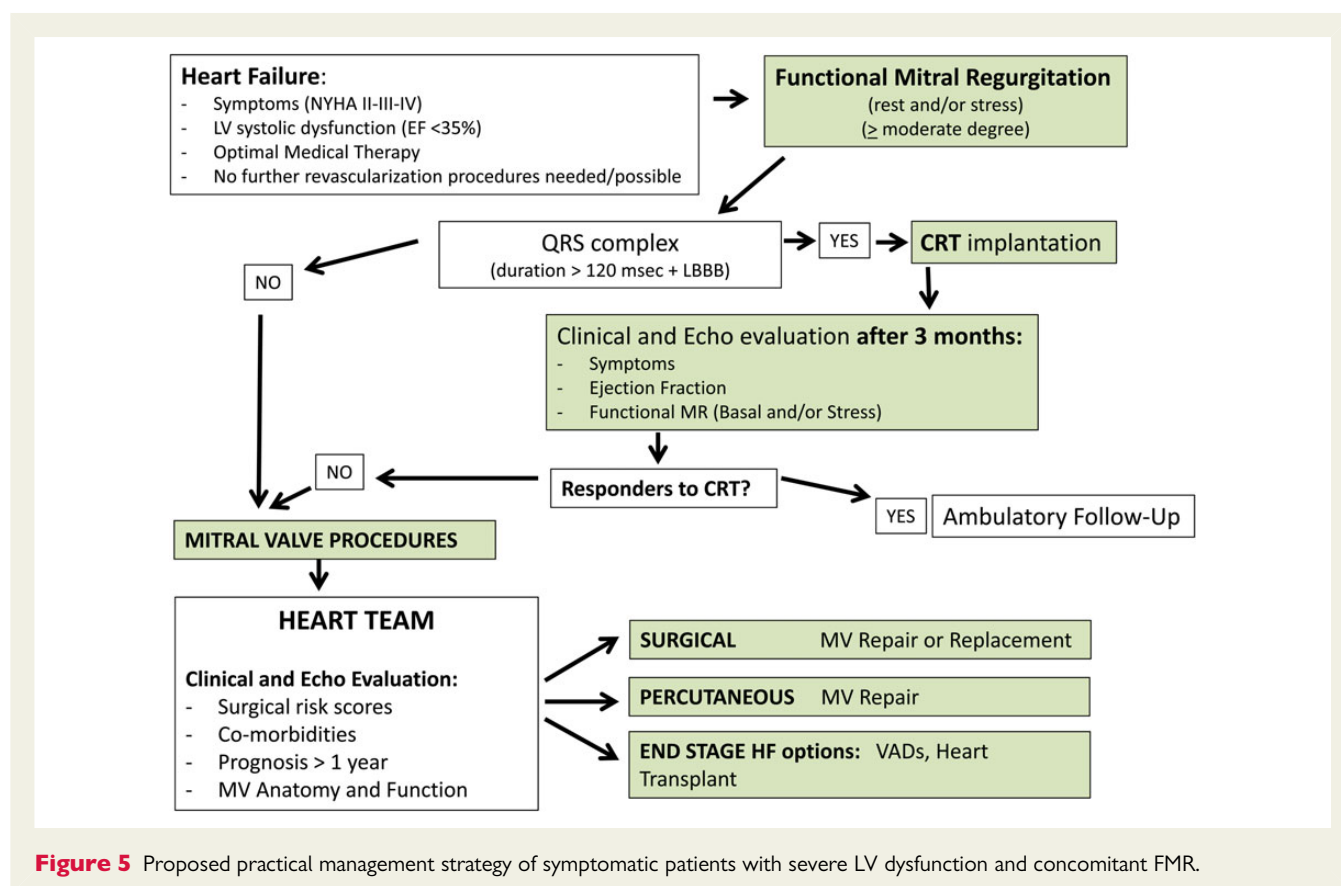 Heart Failure:
- Symptoms (NYHA II-III-IV)
- LV systolic dysfunction (EF <35%)
- Optimal Medical Therapy
- No further revascularization procedures needed/possible
Functional Mitral Regurgitation
(rest and/or stress)
(≥ moderate degree)
QRS complex
(duration > 120 msec + LBBB)
YES
CRT implantation
NO
Clinical and Echo evaluation after 3 months:
- Symptoms
- Ejection Fraction
- Functional MR (Basal and/or Stress)
NO
Responders to CRT?
YES
Ambulatory Follow-Up
MITRAL VALVE PROCEDURES
HEART TEAM
Clinical and Echo Evaluation:
- Surgical risk scores
- Co-morbidities
- Prognosis > 1 year
- MV Anatomy and Function
SURGICAL MV Repair or Replacement
PERCUTANEOUS MV Repair
END STAGE HF options: VADs, Heart
Transplant
Figure 5 Proposed practical management strategy of symptomatic patients with severe LV dysfunction and concomitant FMR.